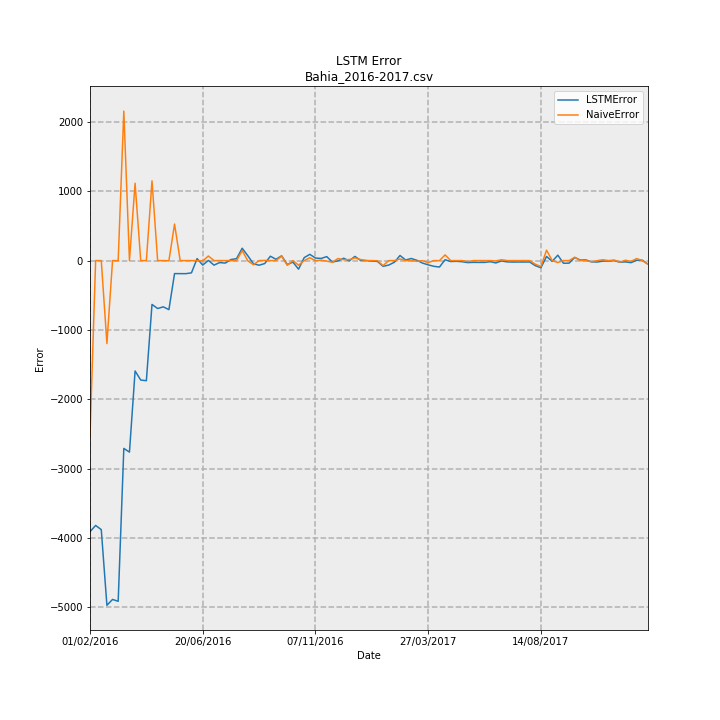 LSTM Error
Bahia_2016-2017.csv
LSTMError
NaiveError
2000
1000
0
−1000
−2000
−3000
−4000
−5000
Error
01/02/2016 20/06/2016 07/11/2016 27/03/2017 14/08/2017
Date